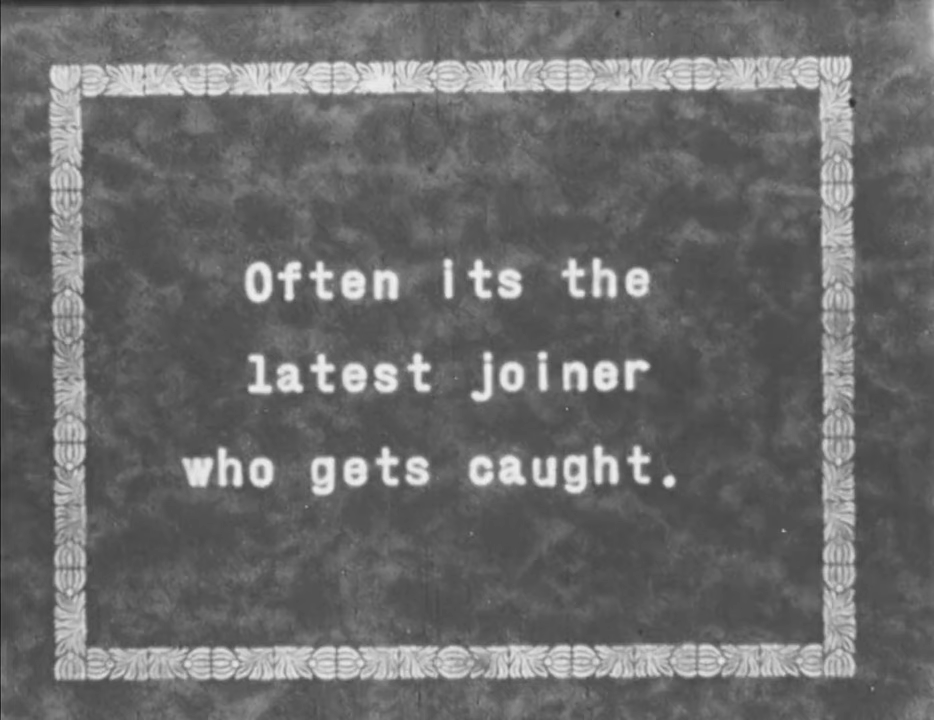 Often its the
latest joiner
who gets caught.